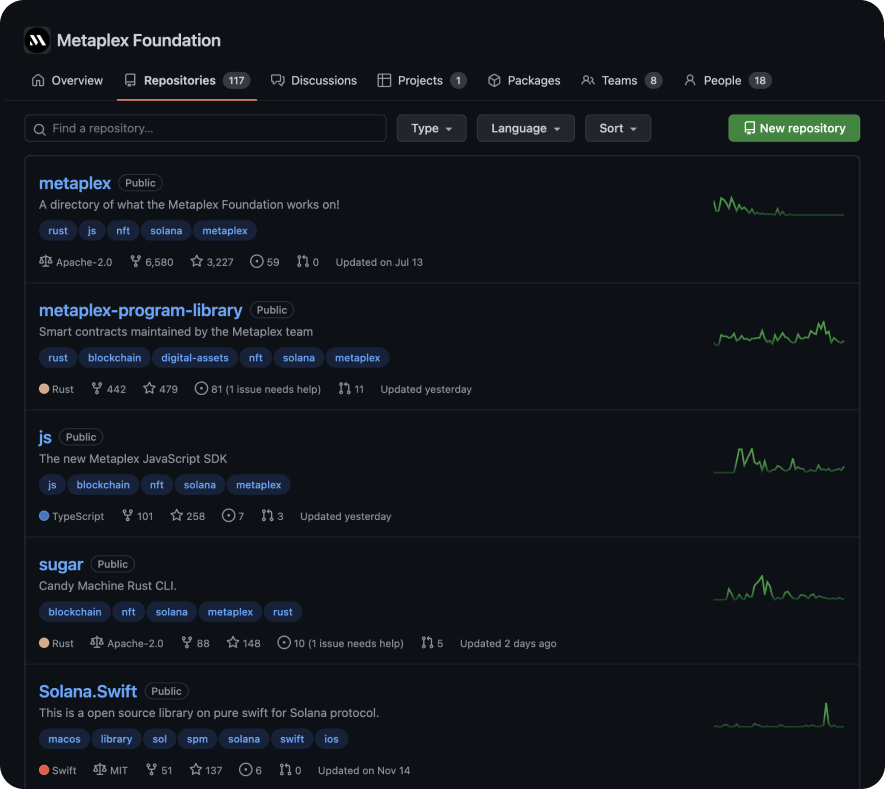 Metaplex Foundation
Overview Repositories 117 Discussions Projects 1 Packages Teams 8 People 18
Find a repository... Type Language Sort New repository
metaplex Public
A directory of what the Metaplex Foundation works on!
rust js nft solana metaplex
Apache-2.0 6,580 3,227 59 0 Updated on Jul 13
metaplex-program-library Public
Smart contracts maintained by the Metaplex team
rust blockchain digital-assets nft solana metaplex
Rust 442 479 81 (1 issue needs help) 11 Updated yesterday
js Public
The new Metaplex JavaScript SDK
js blockchain nft solana metaplex
TypeScript 101 258 7 3 Updated yesterday
sugar Public
Candy Machine Rust CLI.
blockchain nft solana metaplex rust
Rust Apache-2.0 88 148 10 (1 issue needs help) 5 Updated 2 days ago
Solana.Swift Public
This is a open source library on pure swift for Solana protocol.
macos library sol spm solana swift ios
Swift MIT 51 137 6 0 Updated on Nov 14